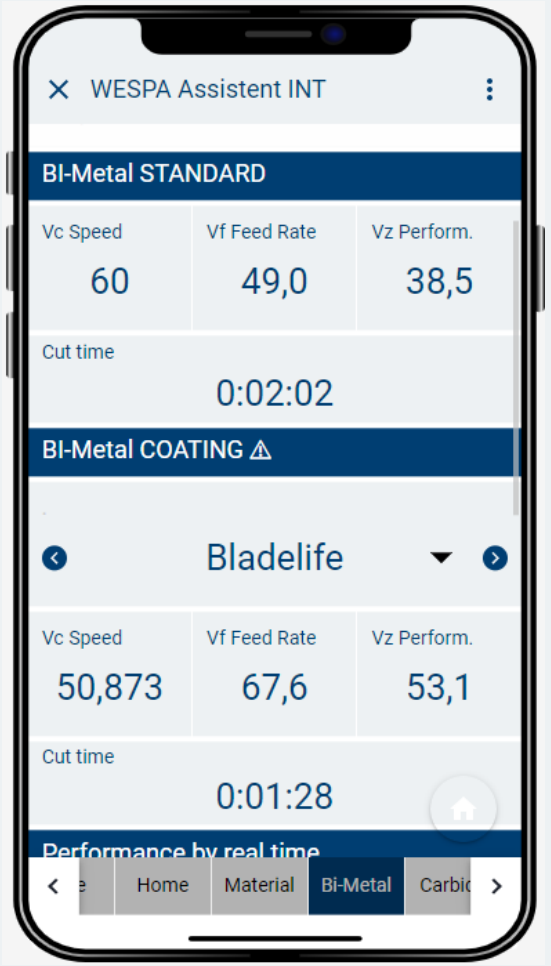 WESPA Assistent INT
BI-Metal STANDARD
Vc Speed Vf Feed Rate Vz Perform.
60 49,0 38,5
Cut time
0:02:02
BI-Metal COATING ⚠
Bladelife
Vc Speed Vf Feed Rate Vz Perform.
50,873 67,6 53,1
Cut time
0:01:28
Performance by real time
e Home Material Bi-Metal Carbid